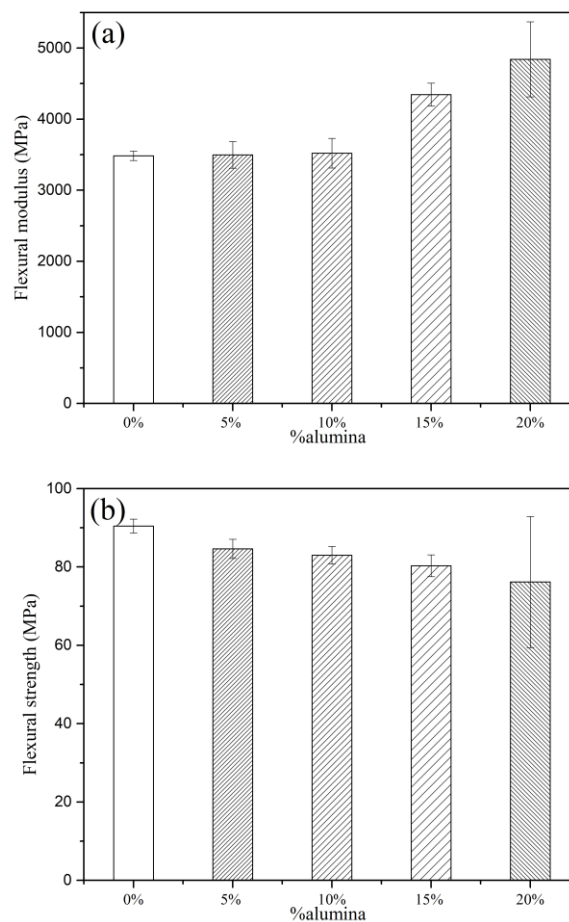 (a)
Flexural modulus (MPa)
5000
4000
3000
2000
1000
0
0% 5% 10% 15% 20%
%alumina
(b)
Flexural strength (MPa)
100
80
60
40
20
0
0% 5% 10% 15% 20%
%alumina